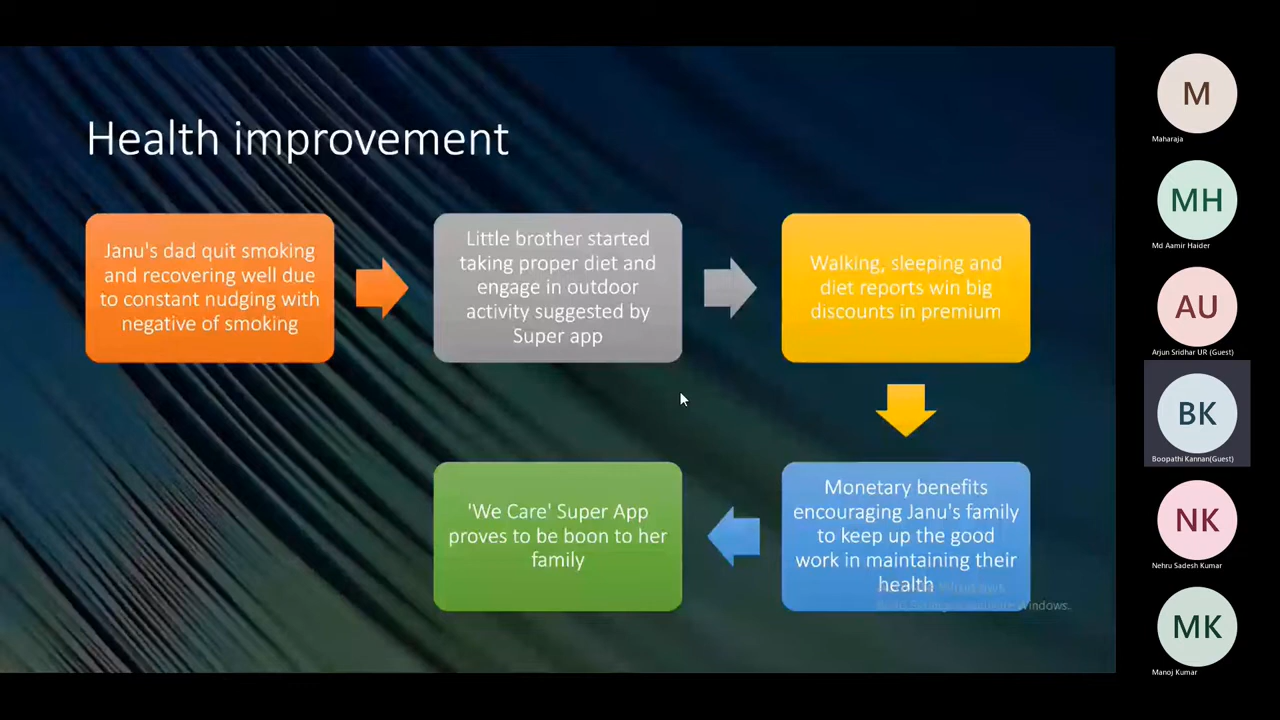 Health improvement
Janu's dad quit smoking
and recovering well due
to constant nudging with
negative of smoking
Little brother started
taking proper diet and
engage in outdoor
activity suggested by
Super app
Walking, sleeping and
diet reports win big
discounts in premium
Monetary benefits
encouraging Janu's family
to keep up the good
work in maintaining their
health
Windows.
'We Care' Super App
proves to be boon to her
family
M
Maharaja
MH
Md Aamir Haider
AU
Arjun Sridhar UR (Guest)
BK
Boopathi Kannan(Guest)
NK
Nehru Sadesh Kumar
MK
Manoj Kumar